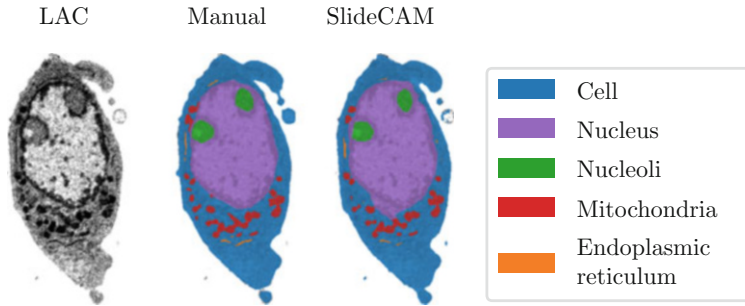 LAC
Manual
SlideCAM
Cell
Nucleus
Nucleoli
Mitochondria
Endoplasmic
reticulum